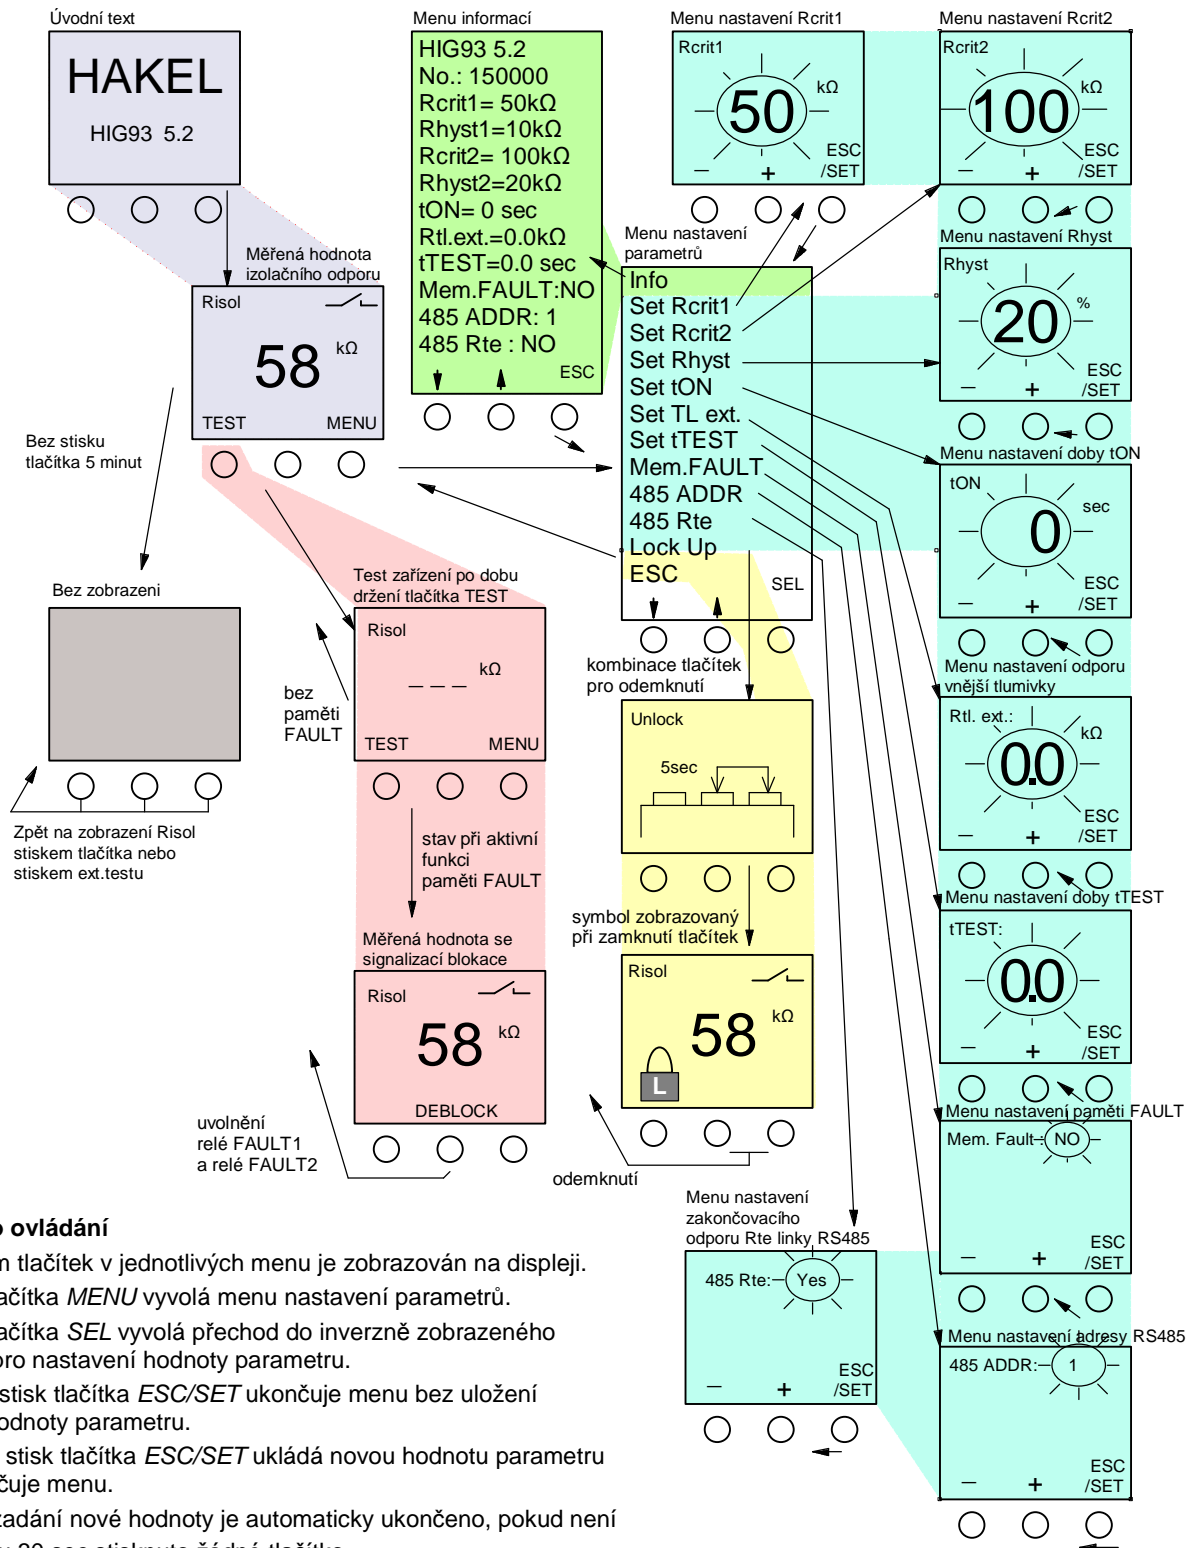 Úvodní text
HAKEL
HIG93 5.2
Menu informací
HIG93 5.2
No.: 150000
Rcrit1= 50kΩ
Rhyst1=10kΩ
Rcrit2= 100kΩ
Rhyst2=20kΩ
tON= 0 sec
Rtl.ext.=0.0kΩ
tTEST=0.0 sec
Mem.FAULT:NO
485 ADDR: 1
485 Rte : NO
ESC
Menu nastavení Rcrit1
Rcrit1
50
kΩ
ESC
– + /SET
Menu nastavení Rcrit2
Rcrit2
100
kΩ
ESC
– + /SET
Měřená hodnota
izolačního odporu
Risol
58
kΩ
TEST MENU
Menu nastavení
parametrů
Info
Set Rcrit1
Set Rcrit2
Set Rhyst
Set tON
Set TL ext.
Set tTEST
Mem.FAULT
485 ADDR
485 Rte
Lock Up
ESC
SEL
Menu nastavení Rhyst
Rhyst
20
%
ESC
– + /SET
Bez stisku
tlačítka 5 minut
Menu nastavení doby tON
tON
0
sec
ESC
– + /SET
Bez zobrazeni
Zpět na zobrazení Risol
stiskem tlačítka nebo
stiskem ext.testu
Test zařízení po dobu
držení tlačítka TEST
Risol
– – –
kΩ
TEST MENU
bez
paměti
FAULT
kombinace tlačítek
pro odemknutí
Unlock
5sec
Menu nastavení odporu
vnější tlumivky
Rtl. ext.:
0.0
kΩ
ESC
– + /SET
stav při aktivní
funkci
paměti FAULT
Měřená hodnota se
signalizací blokace
Risol
58
kΩ
DEBLOCK
symbol zobrazovaný
při zamknutí tlačítek
Risol
58
kΩ
L
Menu nastavení doby tTEST
tTEST:
0.0
ESC
– + /SET
uvolnění
relé FAULT1
a relé FAULT2
odemknutí
Menu nastavení paměti FAULT
Mem. Fault: NO
ESC
– + /SET
Menu nastavení
zakončovacího
odporu Rte linky RS485
485 Rte: Yes
ESC
– + /SET
Menu nastavení adresy RS485
485 ADDR: 1
ESC
– + /SET
ovládání
tlačítek v jednotlivých menu je zobrazován na displeji.
MENU vyvolá menu nastavení parametrů.
SEL vyvolá přechod do inverzně zobrazeného
pro nastavení hodnoty parametru.
stisk tlačítka ESC/SET ukončuje menu bez uložení
parametru.
stisk tlačítka ESC/SET ukládá novou hodnotu parametru
menu.
zadání nové hodnoty je automaticky ukončeno, pokud není